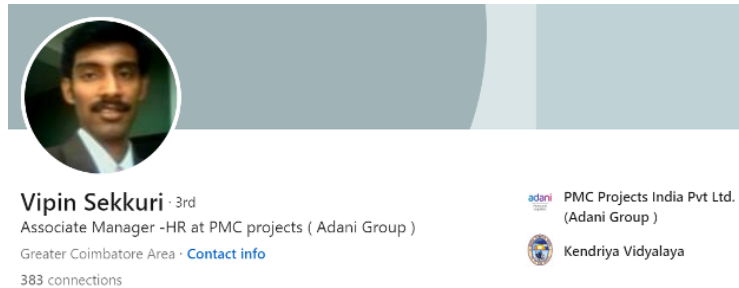 Vipin Sekkuri · 3rd
Associate Manager -HR at PMC projects ( Adani Group )
Greater Coimbatore Area · Contact info
383 connections
adani
PMC Projects India Pvt Ltd.
(Adani Group )
Kendriya Vidyalaya